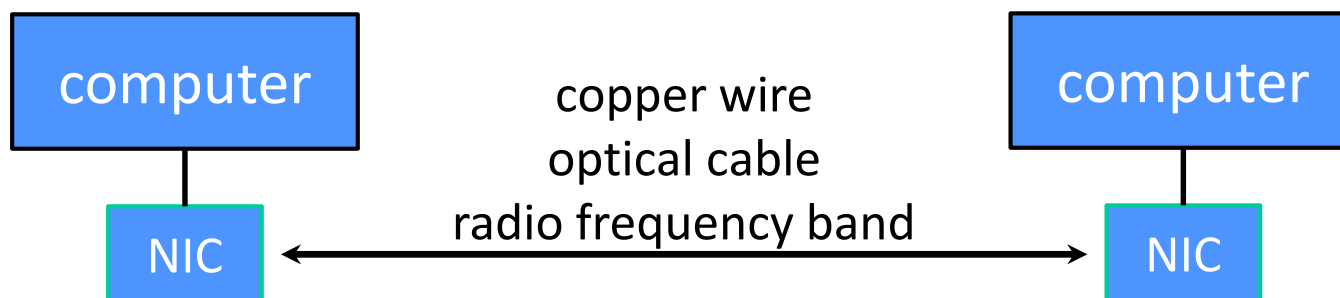 computer
computer
copper wire
optical cable
radio frequency band
NIC
NIC